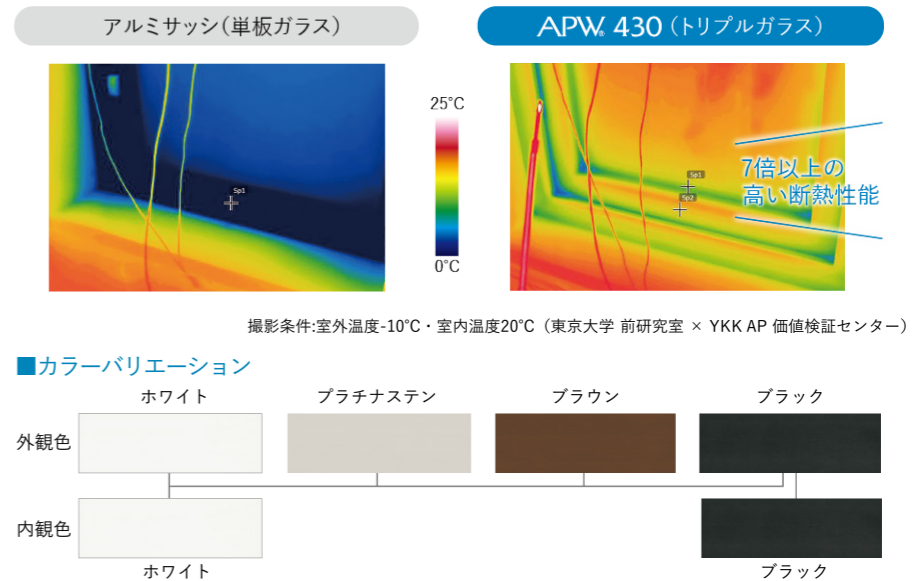 アルミサッシ(単板ガラス)
APW® 430(トリプルガラス)
25℃
Sp1
Sp1
Sp2
7倍以上の
高い断熱性能
0℃
撮影条件:室外温度-10℃・室内温度20℃(東京大学 前研究室 × YKK AP 価値検証センター)
■カラーバリエーション
ホワイト
プラチナステン
ブラウン
ブラック
外観色
内観色
ホワイト
ブラック